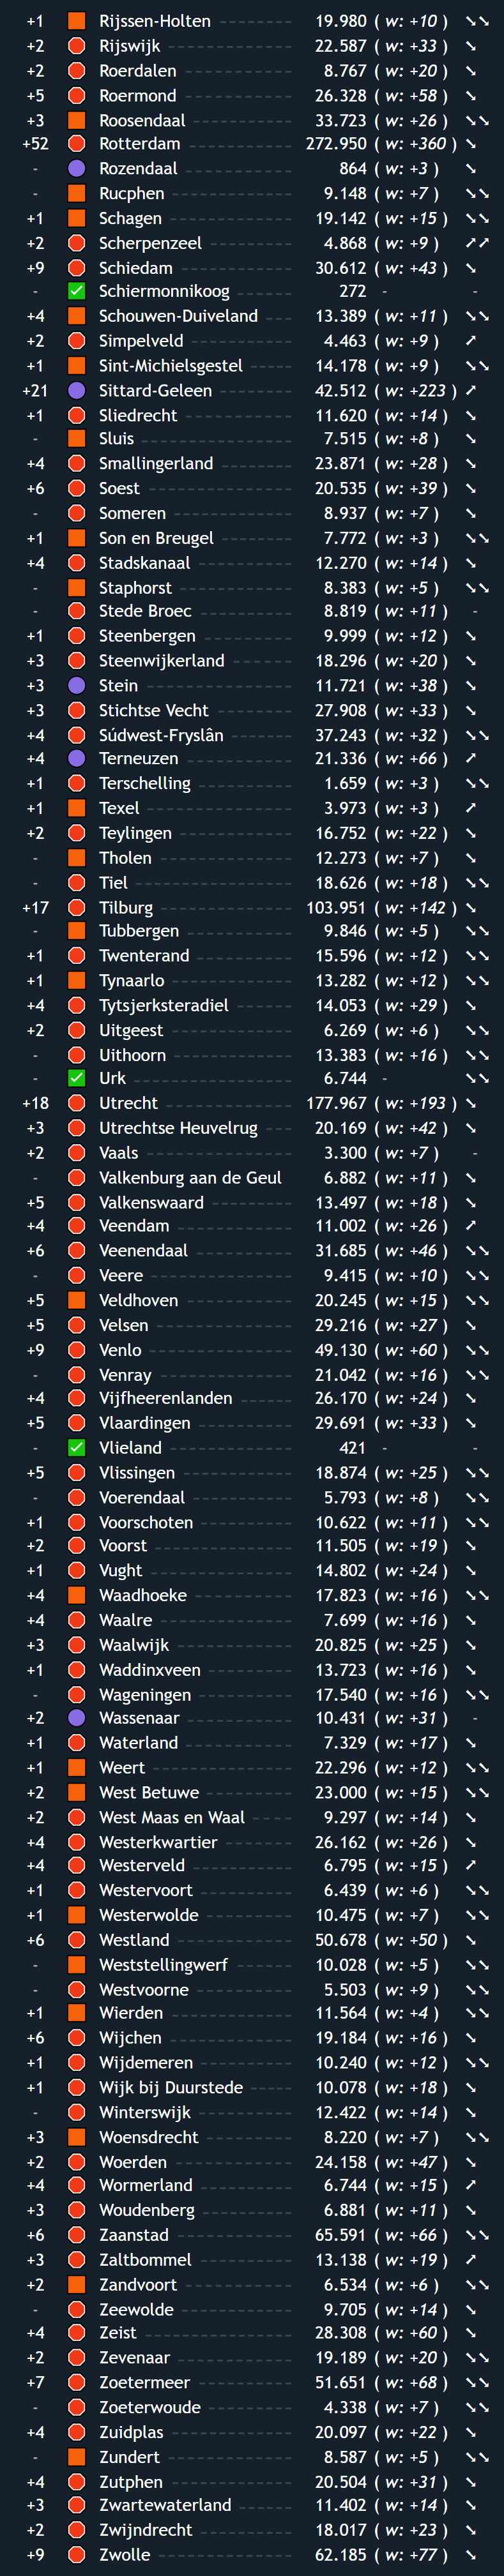 +1 Rijssen-Holten 19.980 ( w: +10 ) ↘↘
+2 Rijswijk 22.587 ( w: +33 ) ↘
+2 Roerdalen 8.767 ( w: +20 ) ↘
+5 Roermond 26.328 ( w: +58 ) ↘
+3 Roosendaal 33.723 ( w: +26 ) ↘↘
+52 Rotterdam 272.950 ( w: +360 ) ↘
- Rozendaal 864 ( w: +3 ) ↘
- Rucphen 9.148 ( w: +7 ) ↘↘
+1 Schagen 19.142 ( w: +15 ) ↘↘
+2 Scherpenzeel 4.868 ( w: +9 ) ↗↗
+9 Schiedam 30.612 ( w: +43 ) ↘
- Schiermonnikoog 272 - -
+4 Schouwen-Duiveland 13.389 ( w: +11 ) ↘↘
+2 Simpelveld 4.463 ( w: +9 ) ↗
+1 Sint-Michielsgestel 14.178 ( w: +9 ) ↘↘
+21 Sittard-Geleen 42.512 ( w: +223 ) ↗
+1 Sliedrecht 11.620 ( w: +14 ) ↘
- Sluis 7.515 ( w: +8 ) ↘
+4 Smallingerland 23.871 ( w: +28 ) ↘
+6 Soest 20.535 ( w: +39 ) ↘
- Someren 8.937 ( w: +7 ) ↘
+1 Son en Breugel 7.772 ( w: +3 ) ↘↘
+4 Stadskanaal 12.270 ( w: +14 ) ↘
- Staphorst 8.383 ( w: +5 ) ↘↘
- Stede Broec 8.819 ( w: +11 ) -
+1 Steenbergen 9.999 ( w: +12 ) ↘
+3 Steenwijkerland 18.296 ( w: +20 ) ↘
+3 Stein 11.721 ( w: +38 ) ↘
+3 Stichtse Vecht 27.908 ( w: +33 ) ↘
+4 Súdwest-Fryslân 37.243 ( w: +32 ) ↘↘
+4 Terneuzen 21.336 ( w: +66 ) ↗
+1 Terschelling 1.659 ( w: +3 ) ↘↘
+1 Texel 3.973 ( w: +3 ) ↗
+2 Teylingen 16.752 ( w: +22 ) ↘
- Tholen 12.273 ( w: +7 ) ↘
- Tiel 18.626 ( w: +18 ) ↘↘
+17 Tilburg 103.951 ( w: +142 ) ↘
- Tubbergen 9.846 ( w: +5 ) ↘↘
+1 Twenterand 15.596 ( w: +12 ) ↘↘
+1 Tynaarlo 13.282 ( w: +12 ) ↘↘
+4 Tytsjerksteradiel 14.053 ( w: +29 ) ↘
+2 Uitgeest 6.269 ( w: +6 ) ↘↘
- Uithoorn 13.383 ( w: +16 ) ↘↘
- Urk 6.744 - ↘↘
+18 Utrecht 177.967 ( w: +193 ) ↘
+3 Utrechtse Heuvelrug 20.169 ( w: +42 ) ↘
+2 Vaals 3.300 ( w: +7 ) -
- Valkenburg aan de Geul 6.882 ( w: +11 ) ↘
+5 Valkenswaard 13.497 ( w: +18 ) ↘
+4 Veendam 11.002 ( w: +26 ) ↗
+6 Veenendaal 31.685 ( w: +46 ) ↘↘
- Veere 9.415 ( w: +10 ) ↘↘
+5 Veldhoven 20.245 ( w: +15 ) ↘↘
+5 Velsen 29.216 ( w: +27 ) ↘
+9 Venlo 49.130 ( w: +60 ) ↘↘
- Venray 21.042 ( w: +16 ) ↘↘
+4 Vijfheerenlanden 26.170 ( w: +24 ) ↘
+5 Vlaardingen 29.691 ( w: +33 ) ↘
- Vlieland 421 - -
+5 Vlissingen 18.874 ( w: +25 ) ↘↘
- Voerendaal 5.793 ( w: +8 ) ↘↘
+1 Voorschoten 10.622 ( w: +11 ) ↘↘
+2 Voorst 11.505 ( w: +19 ) ↘
+1 Vught 14.802 ( w: +24 ) ↘
+4 Waadhoeke 17.823 ( w: +16 ) ↘↘
+4 Waalre 7.699 ( w: +16 ) ↘
+3 Waalwijk 20.825 ( w: +25 ) ↘
+1 Waddinxveen 13.723 ( w: +16 ) ↘
- Wageningen 17.540 ( w: +16 ) ↘↘
+2 Wassenaar 10.431 ( w: +31 ) -
+1 Waterland 7.329 ( w: +17 ) ↘
+1 Weert 22.296 ( w: +12 ) ↘↘
+2 West Betuwe 23.000 ( w: +15 ) ↘↘
+2 West Maas en Waal 9.297 ( w: +14 ) ↘
+4 Westerkwartier 26.162 ( w: +26 ) ↘
+4 Westerveld 6.795 ( w: +15 ) ↗
+1 Westervoort 6.439 ( w: +6 ) ↘↘
+1 Westerwolde 10.475 ( w: +7 ) ↘↘
+6 Westland 50.678 ( w: +50 ) ↘
- Weststellingwerf 10.028 ( w: +5 ) ↘↘
- Westvoorne 5.503 ( w: +9 ) ↘
+1 Wierden 11.564 ( w: +4 ) ↘↘
+6 Wijchen 19.184 ( w: +16 ) ↘
+1 Wijdemeren 10.240 ( w: +12 ) ↘↘
+1 Wijk bij Duurstede 10.078 ( w: +18 ) ↘
- Winterswijk 12.422 ( w: +14 ) ↘
+3 Woensdrecht 8.220 ( w: +7 ) ↘↘
+2 Woerden 24.158 ( w: +47 ) ↘
+4 Wormerland 6.744 ( w: +15 ) ↗
+3 Woudenberg 6.881 ( w: +11 ) ↘
+6 Zaanstad 65.591 ( w: +66 ) ↘↘
+3 Zaltbommel 13.138 ( w: +19 ) ↗
+2 Zandvoort 6.534 ( w: +6 ) ↘↘
- Zeewolde 9.705 ( w: +14 ) ↘
+4 Zeist 28.308 ( w: +60 ) ↘
+2 Zevenaar 19.189 ( w: +20 ) ↘↘
+7 Zoetermeer 51.651 ( w: +68 ) ↘↘
- Zoeterwoude 4.338 ( w: +7 ) ↘
+4 Zuidplas 20.097 ( w: +22 ) ↘
- Zundert 8.587 ( w: +5 ) ↘↘
+4 Zutphen 20.504 ( w: +31 ) ↘
+3 Zwartewaterland 11.402 ( w: +14 ) ↘
+2 Zwijndrecht 18.017 ( w: +23 ) ↘
+9 Zwolle 62.185 ( w: +77 ) ↘